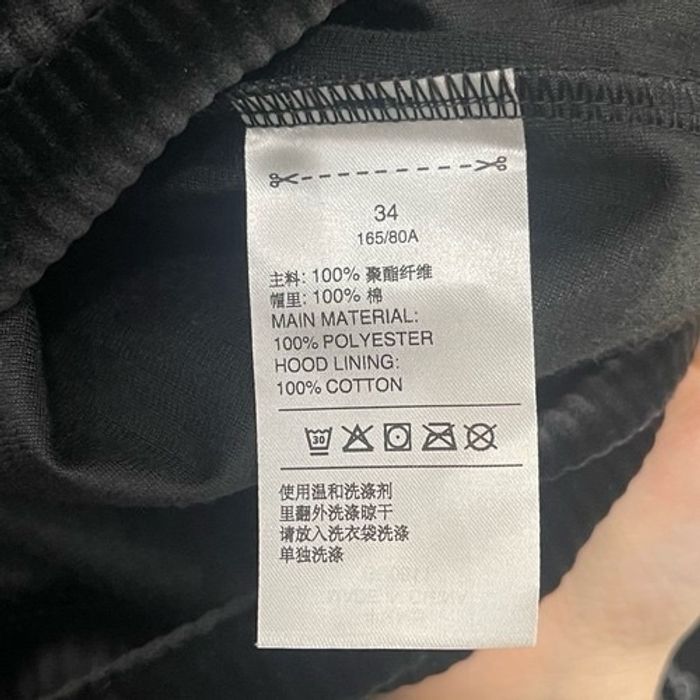 34
165/80A
主料: 100% 聚酯纤维
帽里: 100% 棉
MAIN MATERIAL:
100% POLYESTER
HOOD LINING:
100% COTTON
30
使用温和洗涤剂
里翻外洗涤晾干
请放入洗衣袋洗涤
单独洗涤